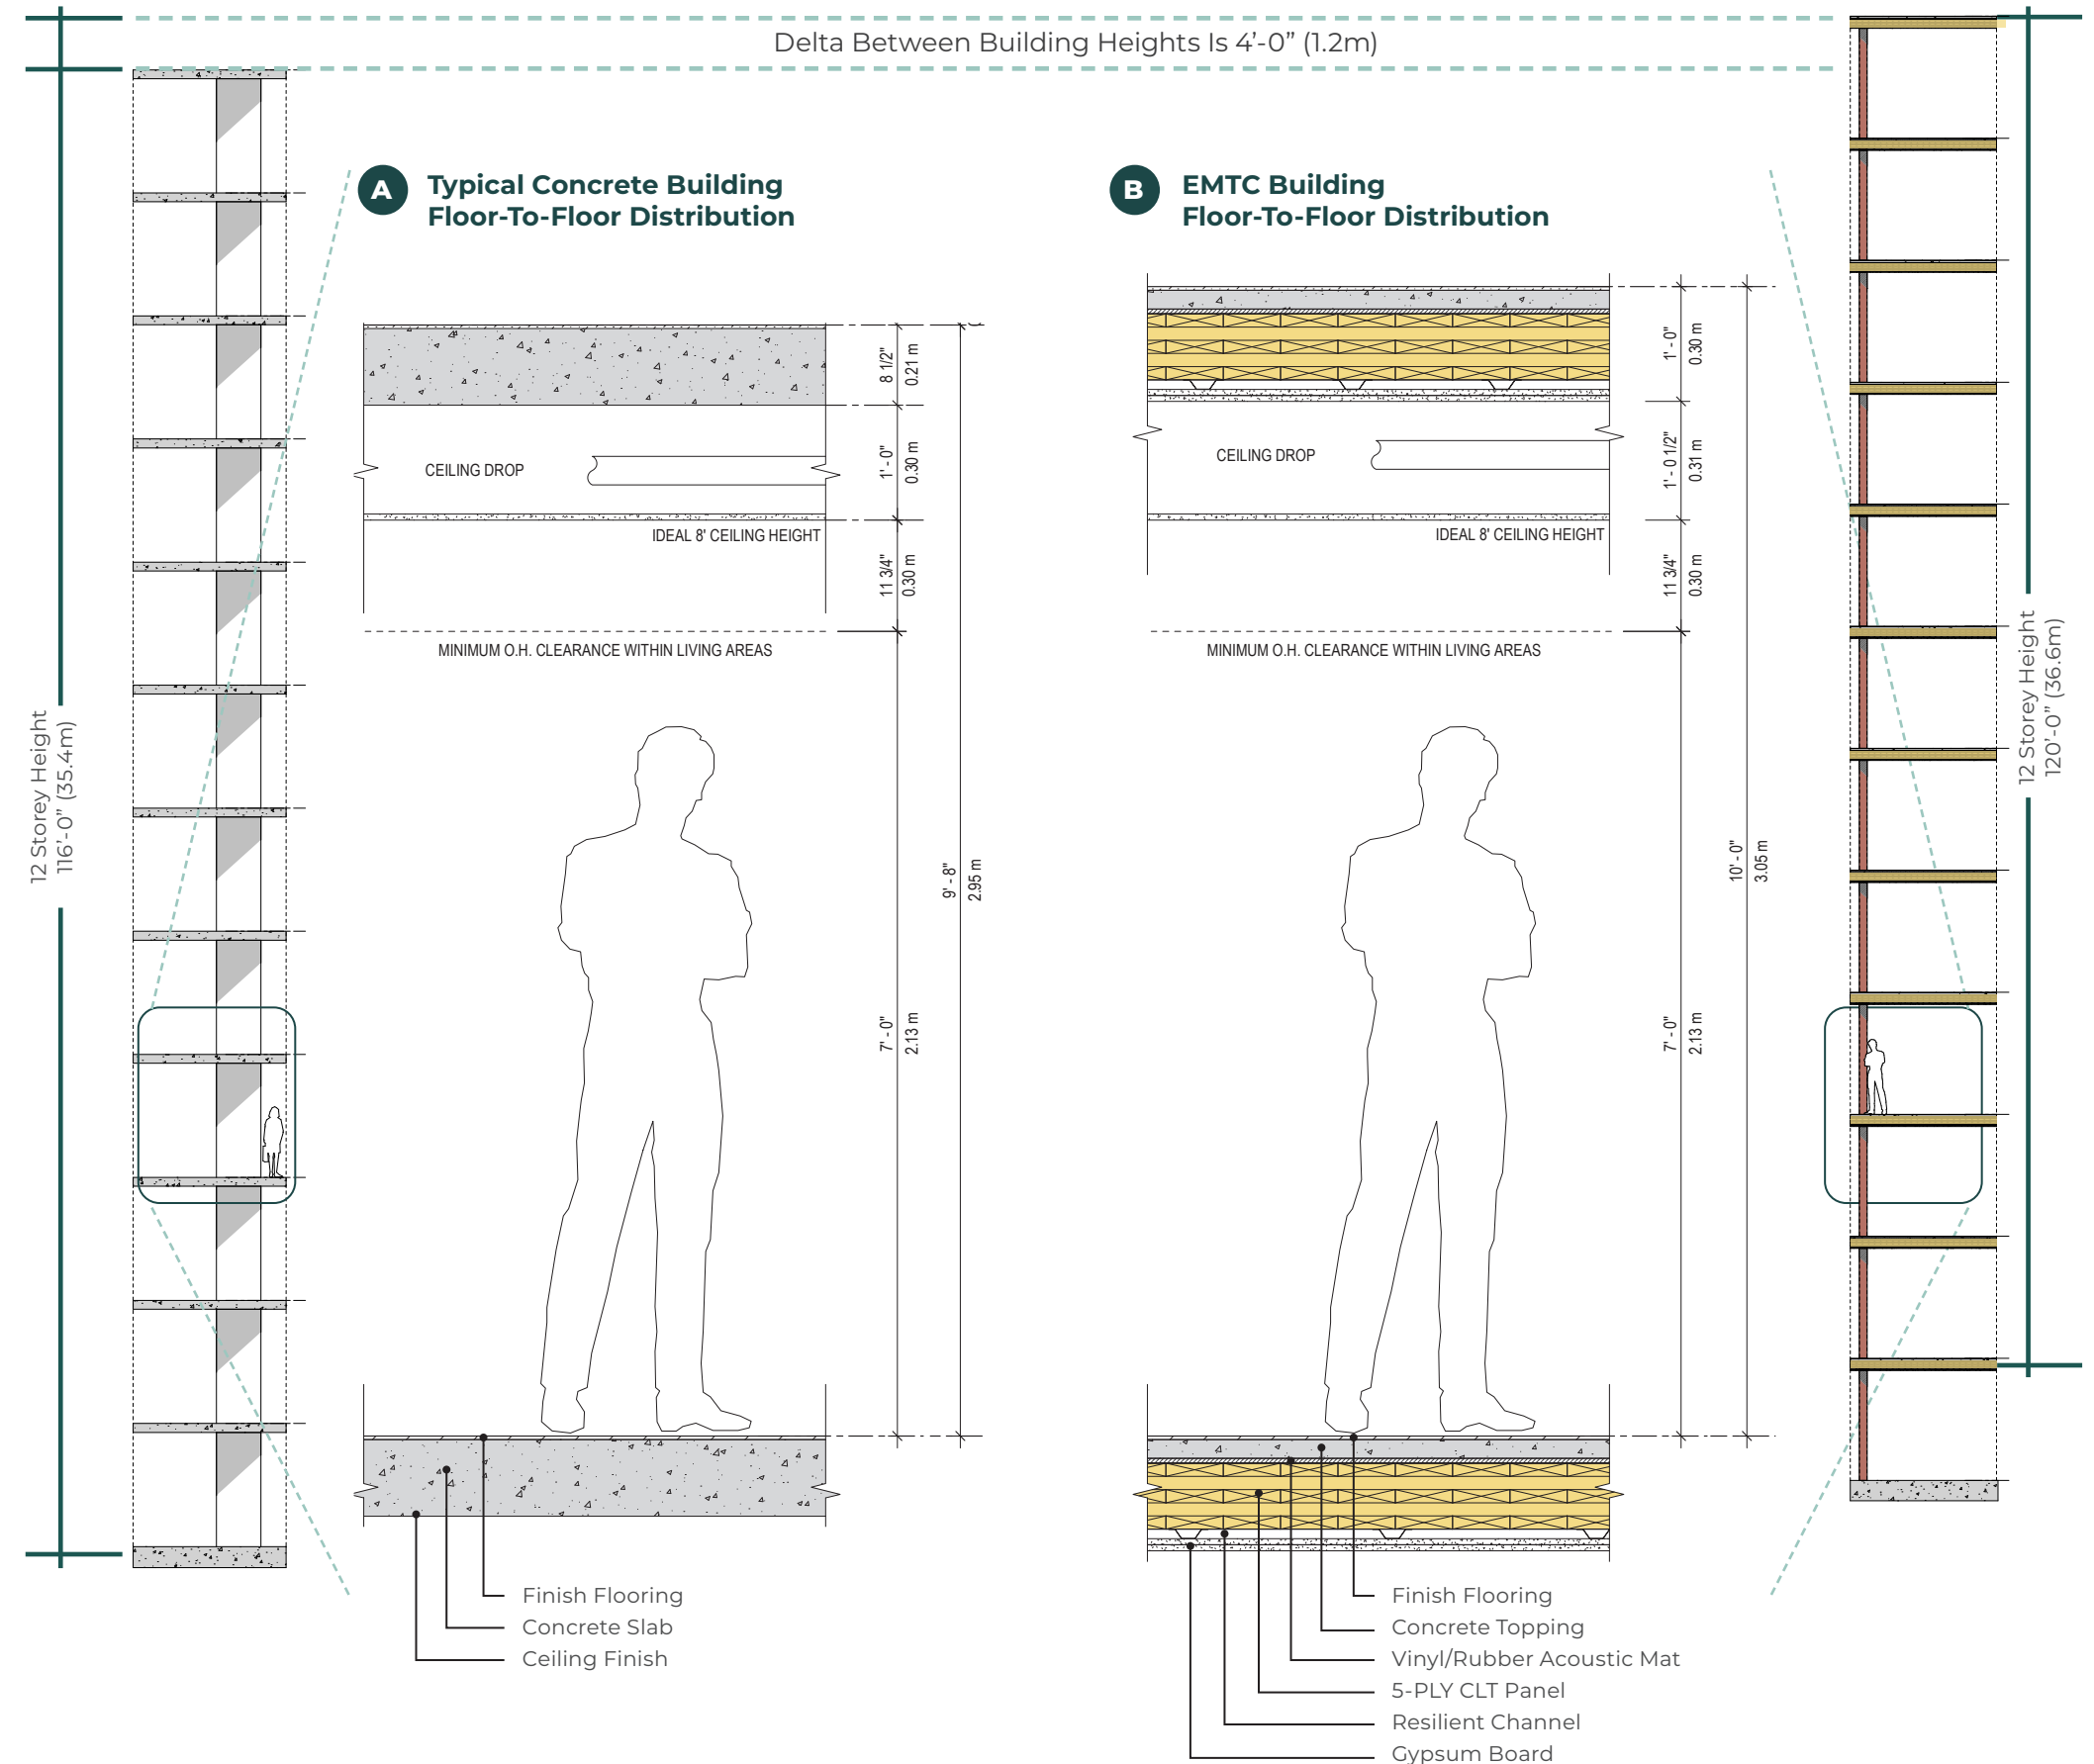 Delta Between Building Heights Is 4’-0” (1.2m)
12 Storey Height
116’-0” (35.4m)
A
Typical Concrete Building
Floor-To-Floor Distribution
8 1/2"
0.21 m
CEILING DROP
1' - 0"
0.30 m
IDEAL 8' CEILING HEIGHT
11 3/4"
0.30 m
MINIMUM O.H. CLEARANCE WITHIN LIVING AREAS
9' - 8"
2.95 m
7' - 0"
2.13 m
Finish Flooring
Concrete Slab
Ceiling Finish
B
EMTC Building
Floor-To-Floor Distribution
1' - 0"
0.30 m
CEILING DROP
1' - 0 1/2"
0.31 m
IDEAL 8' CEILING HEIGHT
11 3/4"
0.30 m
MINIMUM O.H. CLEARANCE WITHIN LIVING AREAS
10' - 0"
3.05 m
7' - 0"
2.13 m
Finish Flooring
Concrete Topping
Vinyl/Rubber Acoustic Mat
5-PLY CLT Panel
Resilient Channel
Gypsum Board
12 Storey Height
120’-0” (36.6m)